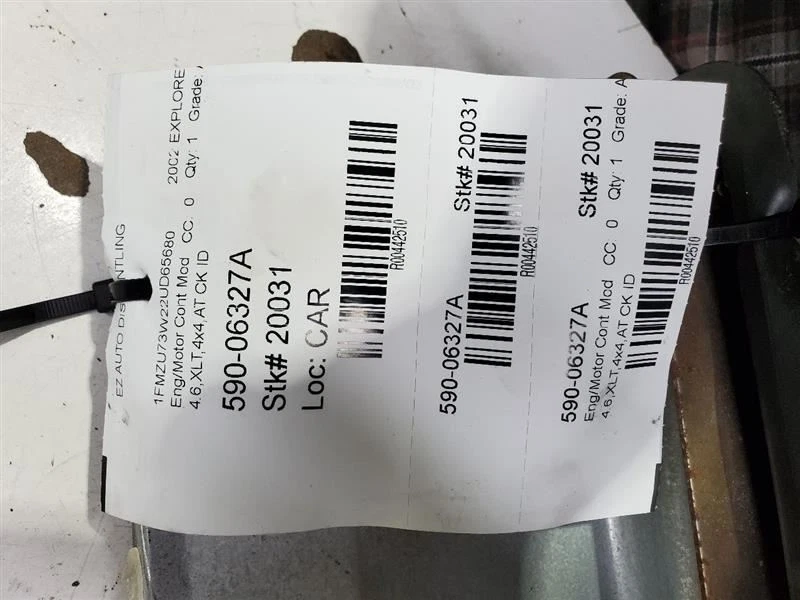 EZ AUTO DISMANTLING
1FMZU73W22UD65680 2002 EXPLORE
Eng/Motor Cont Mod CC. 0 Qty: 1 Grade:
4.6,XLT,4x4,AT CK ID
590-06327A
Stk# 20031
Loc: CAR
R00442510
590-06327A Stk# 20031
R00442510
590-06327A Stk# 20031
Eng/Motor Cont Mod CC 0 Qty: 1 Grade: A
4.6,XLT,4x4,AT CK ID
R00442510